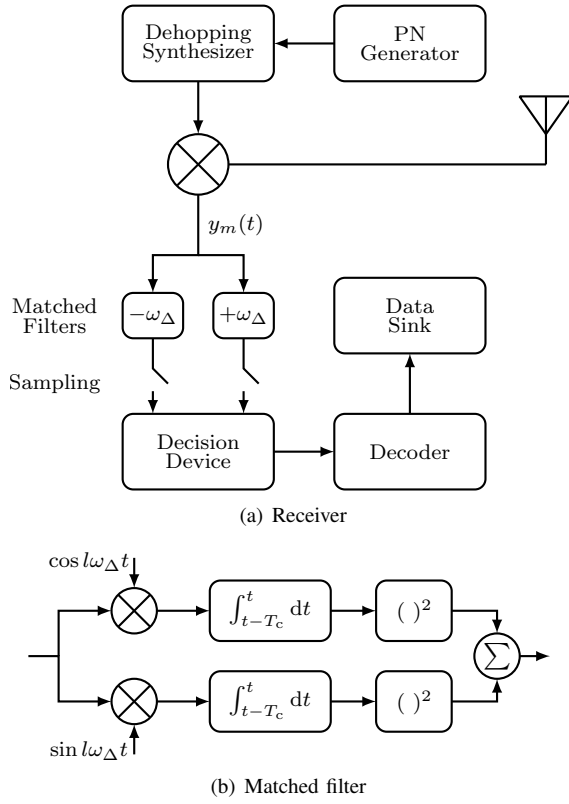 Dehopping
Synthesizer
PN
Generator
y_m(t)
Matched
Filters
−ω_Δ
+ω_Δ
Data
Sink
Sampling
Decision
Device
Decoder
(a) Receiver
cos lω_Δt
∫_{t−T_c}^{t} dt
( )²
∑
∫_{t−T_c}^{t} dt
( )²
sin lω_Δt
(b) Matched filter